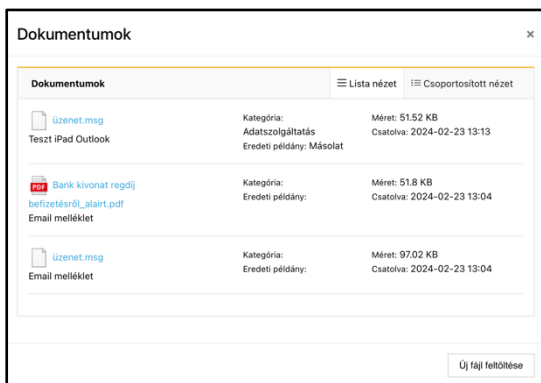 Dokumentumok
×
Dokumentumok
Lista nézet
Csoportosított nézet
üzenet.msg
Teszt iPad Outlook
Kategória:
Adatszolgáltatás
Eredeti példány: Másolat
Méret: 51.52 KB
Csatolva: 2024-02-23 13:13
PDF
Bank kivonat regdíj
befizetésről_alairt.pdf
Email melléklet
Kategória:
Eredeti példány:
Méret: 51.8 KB
Csatolva: 2024-02-23 13:04
üzenet.msg
Email melléklet
Kategória:
Eredeti példány:
Méret: 97.02 KB
Csatolva: 2024-02-23 13:04
Új fájl feltöltése